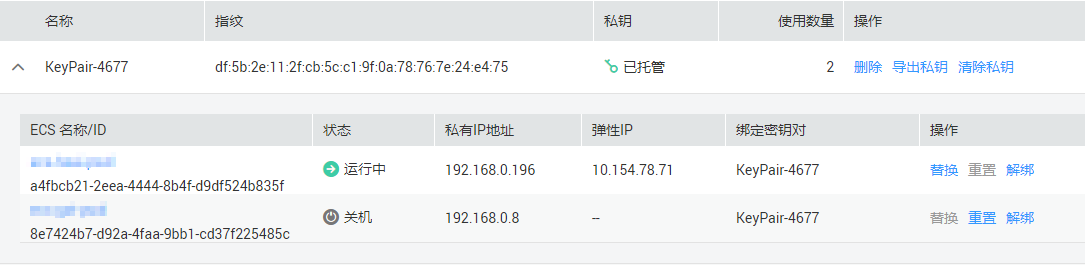 名称 指纹 私钥 使用数量 操作
KeyPair-4677 df:5b:2e:11:2f:cb:5c:c1:9f:0a:78:76:7e:24:e4:75 已托管 2 删除 导出私钥 清除私钥
ECS 名称/ID 状态 私有IP地址 弹性IP 绑定密钥对 操作
运行中 192.168.0.196 10.154.78.71 KeyPair-4677 替换 重置 解绑
a4fbcb21-2eea-4444-8b4f-d9df524b835f
关机 192.168.0.8 -- KeyPair-4677 替换 重置 解绑
8e7424b7-d92a-4faa-9bb1-cd37f225485c